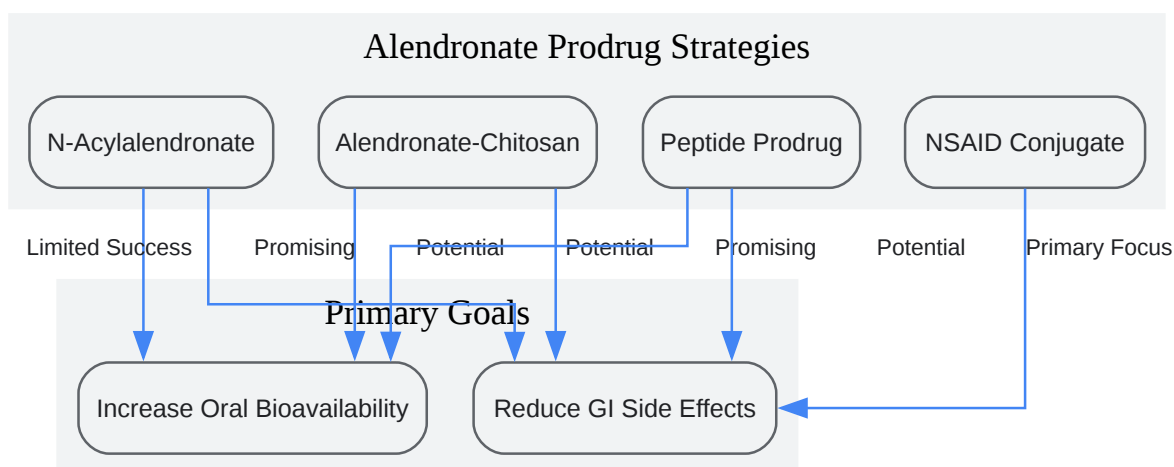 Alendronate Prodrug Strategies
N-Acylalendronate
Alendronate-Chitosan
Peptide Prodrug
NSAID Conjugate
Limited Success
Promising
Potential
Potential
Promising
Potential
Primary Focus
Primary Goals
Increase Oral Bioavailability
Reduce GI Side Effects